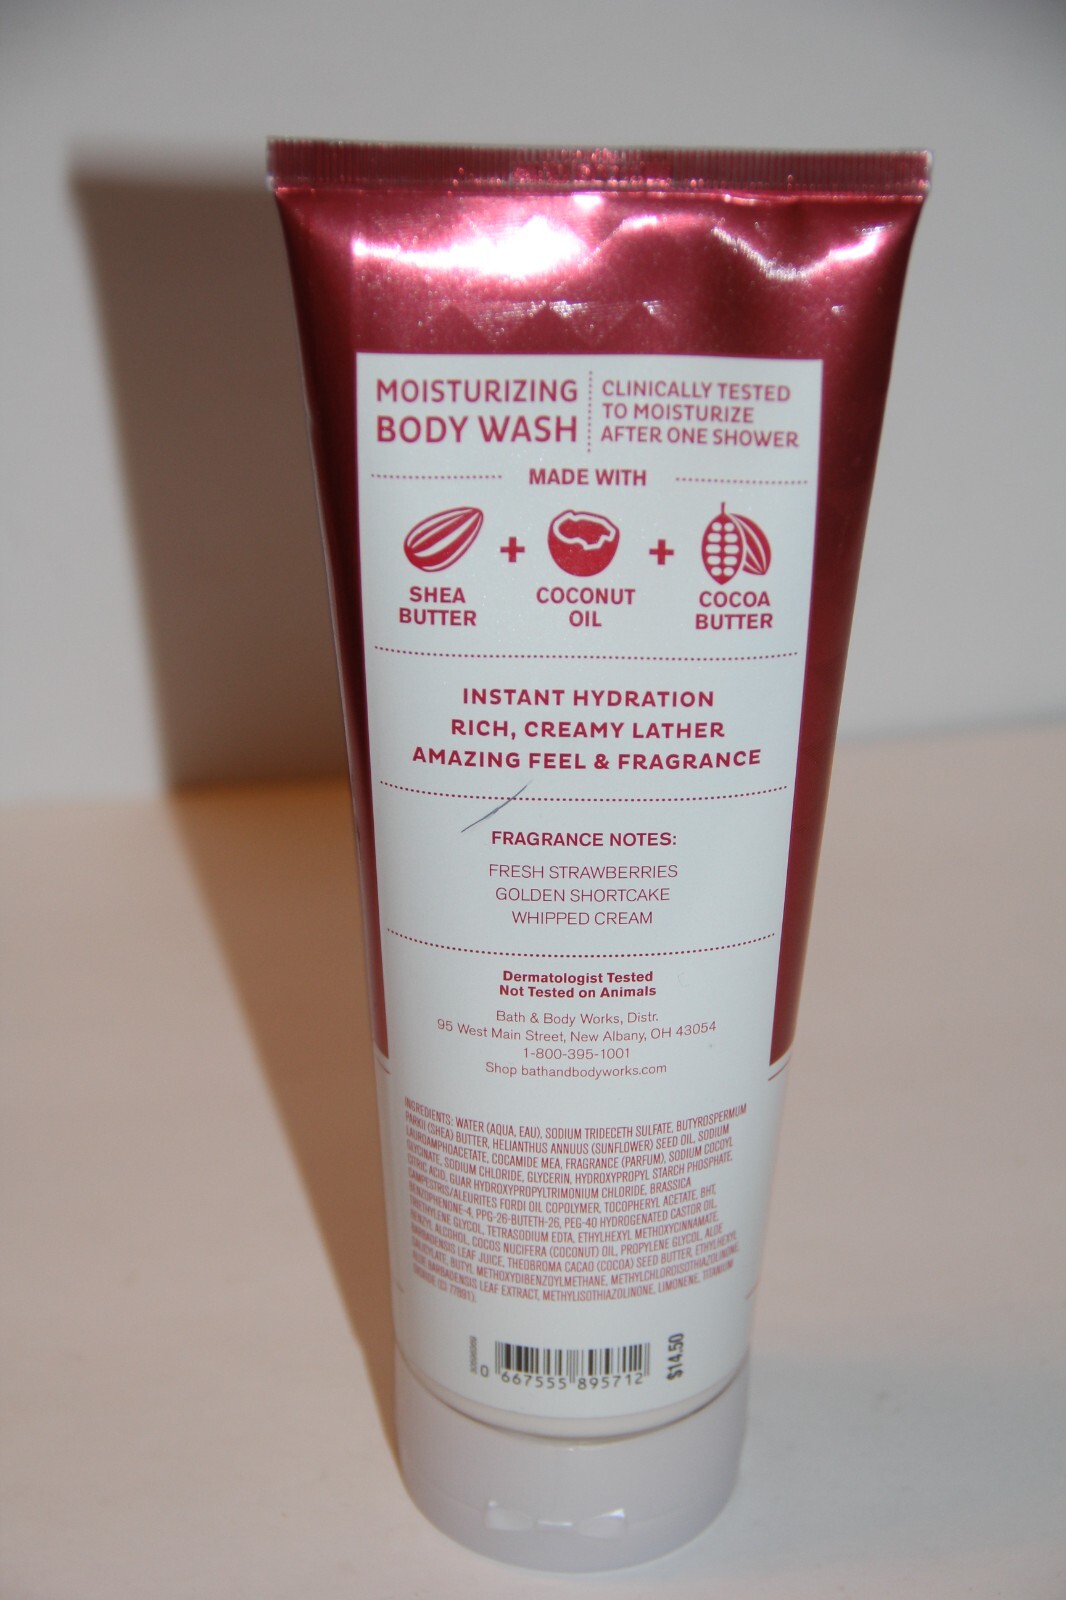 MOISTURIZING
BODY WASH
CLINICALLY TESTED
TO MOISTURIZE
AFTER ONE SHOWER
MADE WITH
SHEA
BUTTER
+
COCONUT
OIL
+
COCOA
BUTTER
INSTANT HYDRATION
RICH, CREAMY LATHER
AMAZING FEEL & FRAGRANCE
FRAGRANCE NOTES:
FRESH STRAWBERRIES
GOLDEN SHORTCAKE
WHIPPED CREAM
Dermatologist Tested
Not Tested on Animals
Bath & Body Works, Distr.
95 West Main Street, New Albany, OH 43054
1-800-395-1001
Shop bathandbodyworks.com
INGREDIENTS: WATER (AQUA, EAU), SODIUM TRIDECETH SULFATE, BUTYROSPERMUM
PARKII (SHEA) BUTTER, HELIANTHUS ANNUUS (SUNFLOWER) SEED OIL, SODIUM
LAUROAMPHOACETATE, COCAMIDE MEA, FRAGRANCE (PARFUM), SODIUM COCOYL
GLYCINATE, SODIUM CHLORIDE, GLYCERIN, HYDROXYPROPYL STARCH PHOSPHATE,
CITRIC ACID, GUAR HYDROXYPROPYLTRIMONIUM CHLORIDE, BRASSICA
CAMPESTRIS/ALEURITES FORDI OIL COPOLYMER, TOCOPHERYL ACETATE, BHT,
BENZOPHENONE-4, PPG-26-BUTETH-26, PEG-40 HYDROGENATED CASTOR OIL,
DIETHYLENE GLYCOL, TETRASODIUM EDTA, ETHYLHEXYL METHOXYCINNAMATE,
BENZYL ALCOHOL, COCOS NUCIFERA (COCONUT) OIL, PROPYLENE GLYCOL, ALOE
BARBADENSIS LEAF JUICE, THEOBROMA CACAO (COCOA) SEED BUTTER, ETHYLHEXYL
SALICYLATE, BUTYL METHOXYDIBENZOYLMETHANE, METHYLCHLOROISOTHIAZOLINONE,
ALOE BARBADENSIS LEAF EXTRACT, METHYLISOTHIAZOLINONE, LIMONENE, TITANIUM
DIOXIDE (CI 77891).
0 667555 895712
$14.50